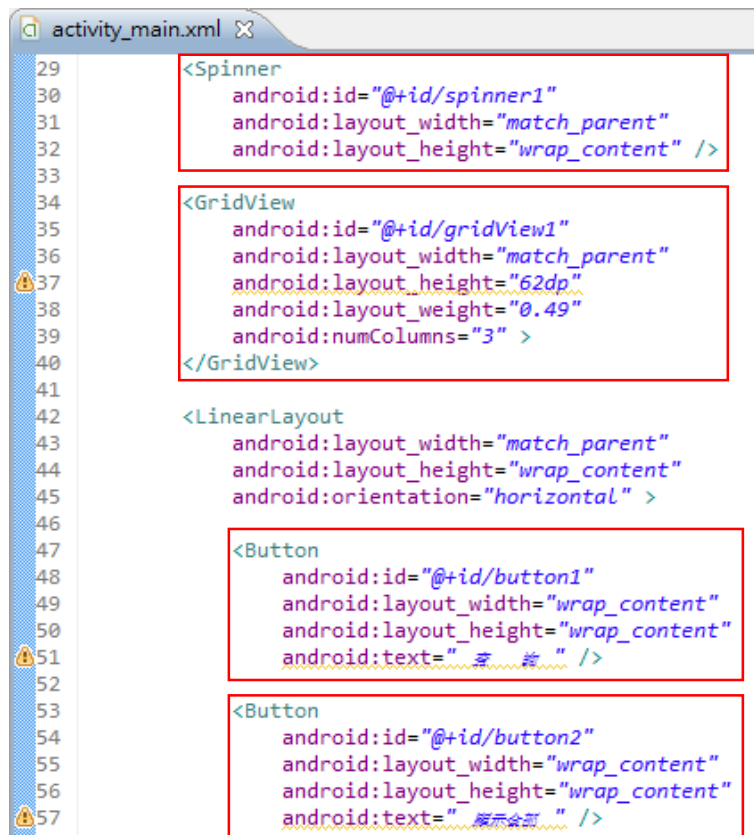 activity_main.xml
29 <Spinner
30 android:id="@+id/spinner1"
31 android:layout_width="match_parent"
32 android:layout_height="wrap_content" />
33
34 <GridView
35 android:id="@+id/gridView1"
36 android:layout_width="match_parent"
37 android:layout_height="62dp"
38 android:layout_weight="0.49"
39 android:numColumns="3" >
40 </GridView>
41
42 <LinearLayout
43 android:layout_width="match_parent"
44 android:layout_height="wrap_content"
45 android:orientation="horizontal" >
46
47 <Button
48 android:id="@+id/button1"
49 android:layout_width="wrap_content"
50 android:layout_height="wrap_content"
51 android:text=" 查 " />
52
53 <Button
54 android:id="@+id/button2"
55 android:layout_width="wrap_content"
56 android:layout_height="wrap_content"
57 android:text=" 顯示全部 " />